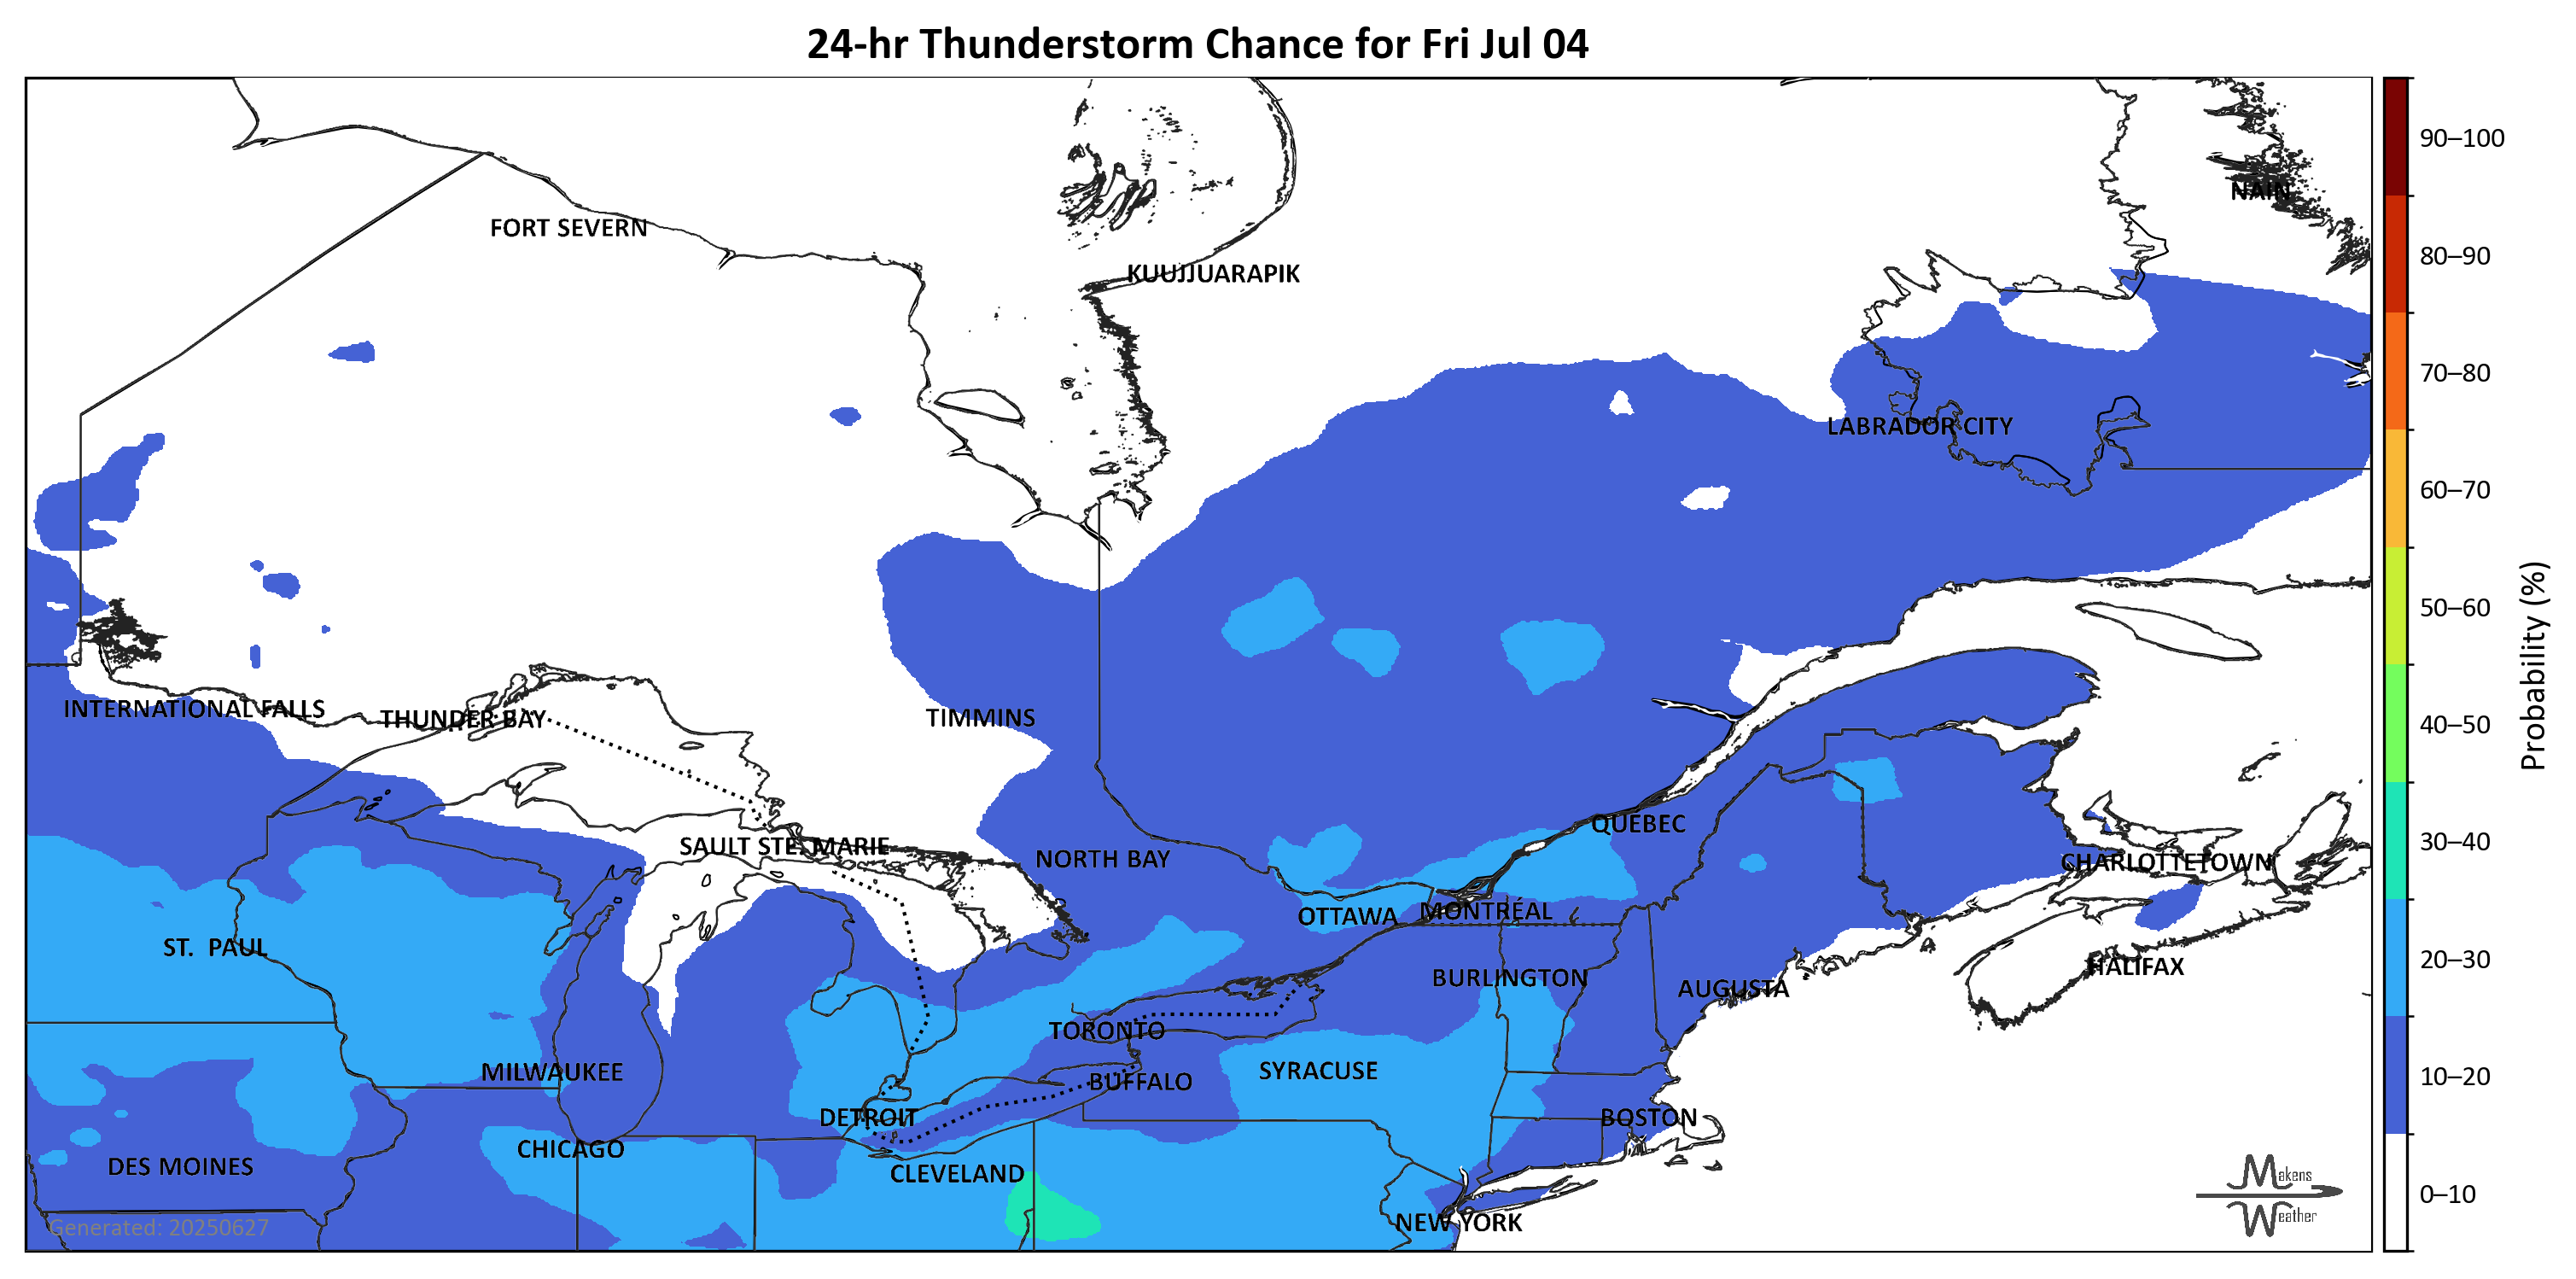 24-hr Thunderstorm Chance for Fri Jul 04
NAIN
FORT SEVERN
KUUJJUARAPIK
LABRADOR CITY
INTERNATIONAL FALLS
THUNDER BAY
TIMMINS
QUEBEC
SAULT STE. MARIE
NORTH BAY
CHARLOTTETOWN
OTTAWA
MONTRÉAL
ST. PAUL
HALIFAX
BURLINGTON
AUGUSTA
TORONTO
MILWAUKEE
SYRACUSE
BUFFALO
DETROIT
BOSTON
CHICAGO
DES MOINES
CLEVELAND
NEW YORK
Generated: 20250627
Makens
Weather
90–100
80–90
70–80
60–70
50–60
40–50
30–40
20–30
10–20
0–10
Probability (%)